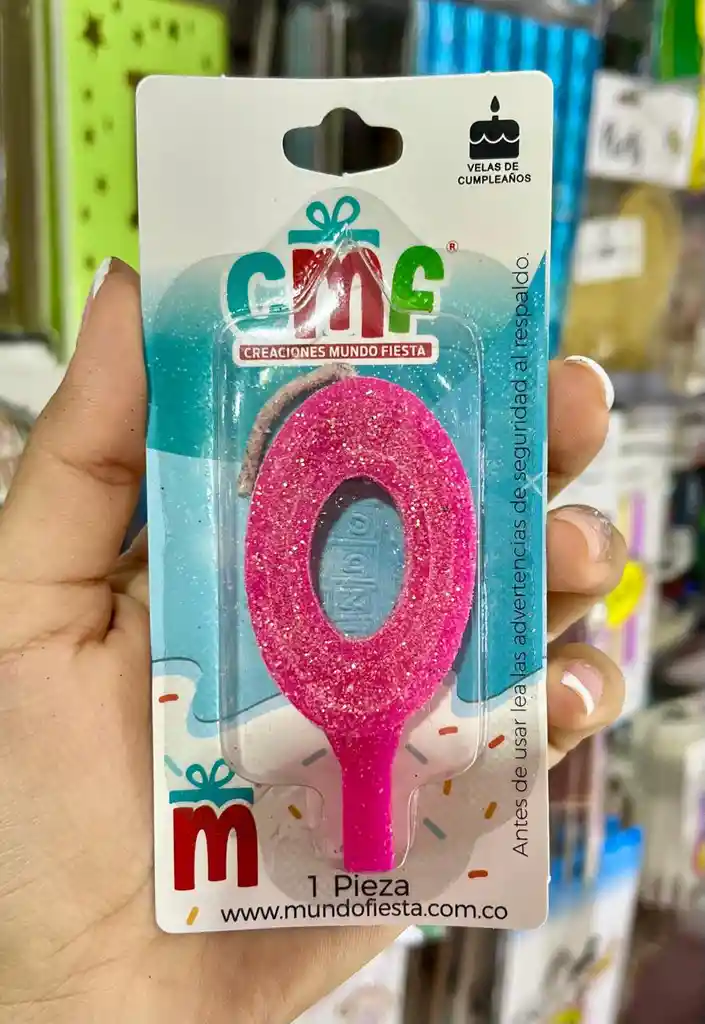 VELAS DE
CUMPLEAÑOS
cmf®
CREACIONES MUNDO FIESTA
0
Antes de usar lea las advertencias de seguridad al respaldo.
m
1 Pieza
www.mundofiesta.com.co